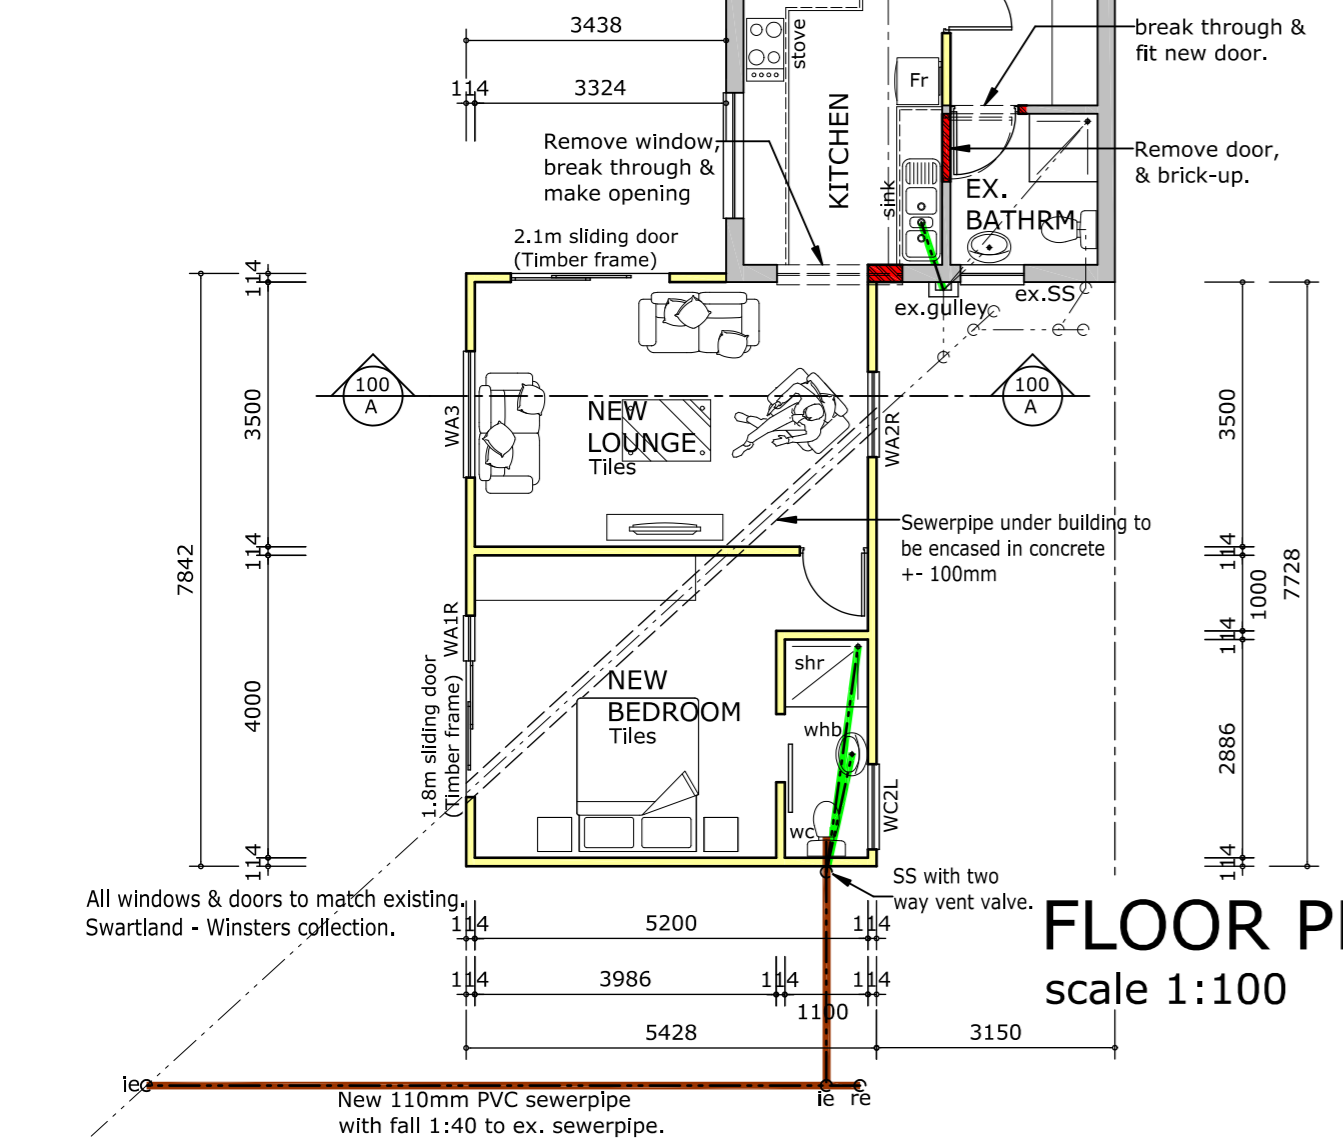 3438
break through &
fit new door.
stove
Fr
114
3324
KITCHEN
Remove window,
break through &
make opening
Remove door,
& brick-up.
sink
EX.
BATHRM
2.1m sliding door
(Timber frame)
114
ex.gulley
ex.SS
114
100
A
100
A
3500
WA3
NEW
LOUNGE
Tiles
WA2R
3500
Sewerpipe under building to
be encased in concrete
+- 100mm
7842
114
114
1000
7728
WA1R
114
shr
4000
1.8m sliding door
(Timber frame)
NEW
BEDROOM
Tiles
whb
2886
WC2L
wc
114
114
114
SS with two
way vent valve.
All windows & doors to match existing.
Swartland - Winsters collection.
114
5200
114
FLOOR
scale 1:100
114
3986
114
114
1100
5428
3150
ie
ie
re
New 110mm PVC sewerpipe
with fall 1:40 to ex. sewerpipe.